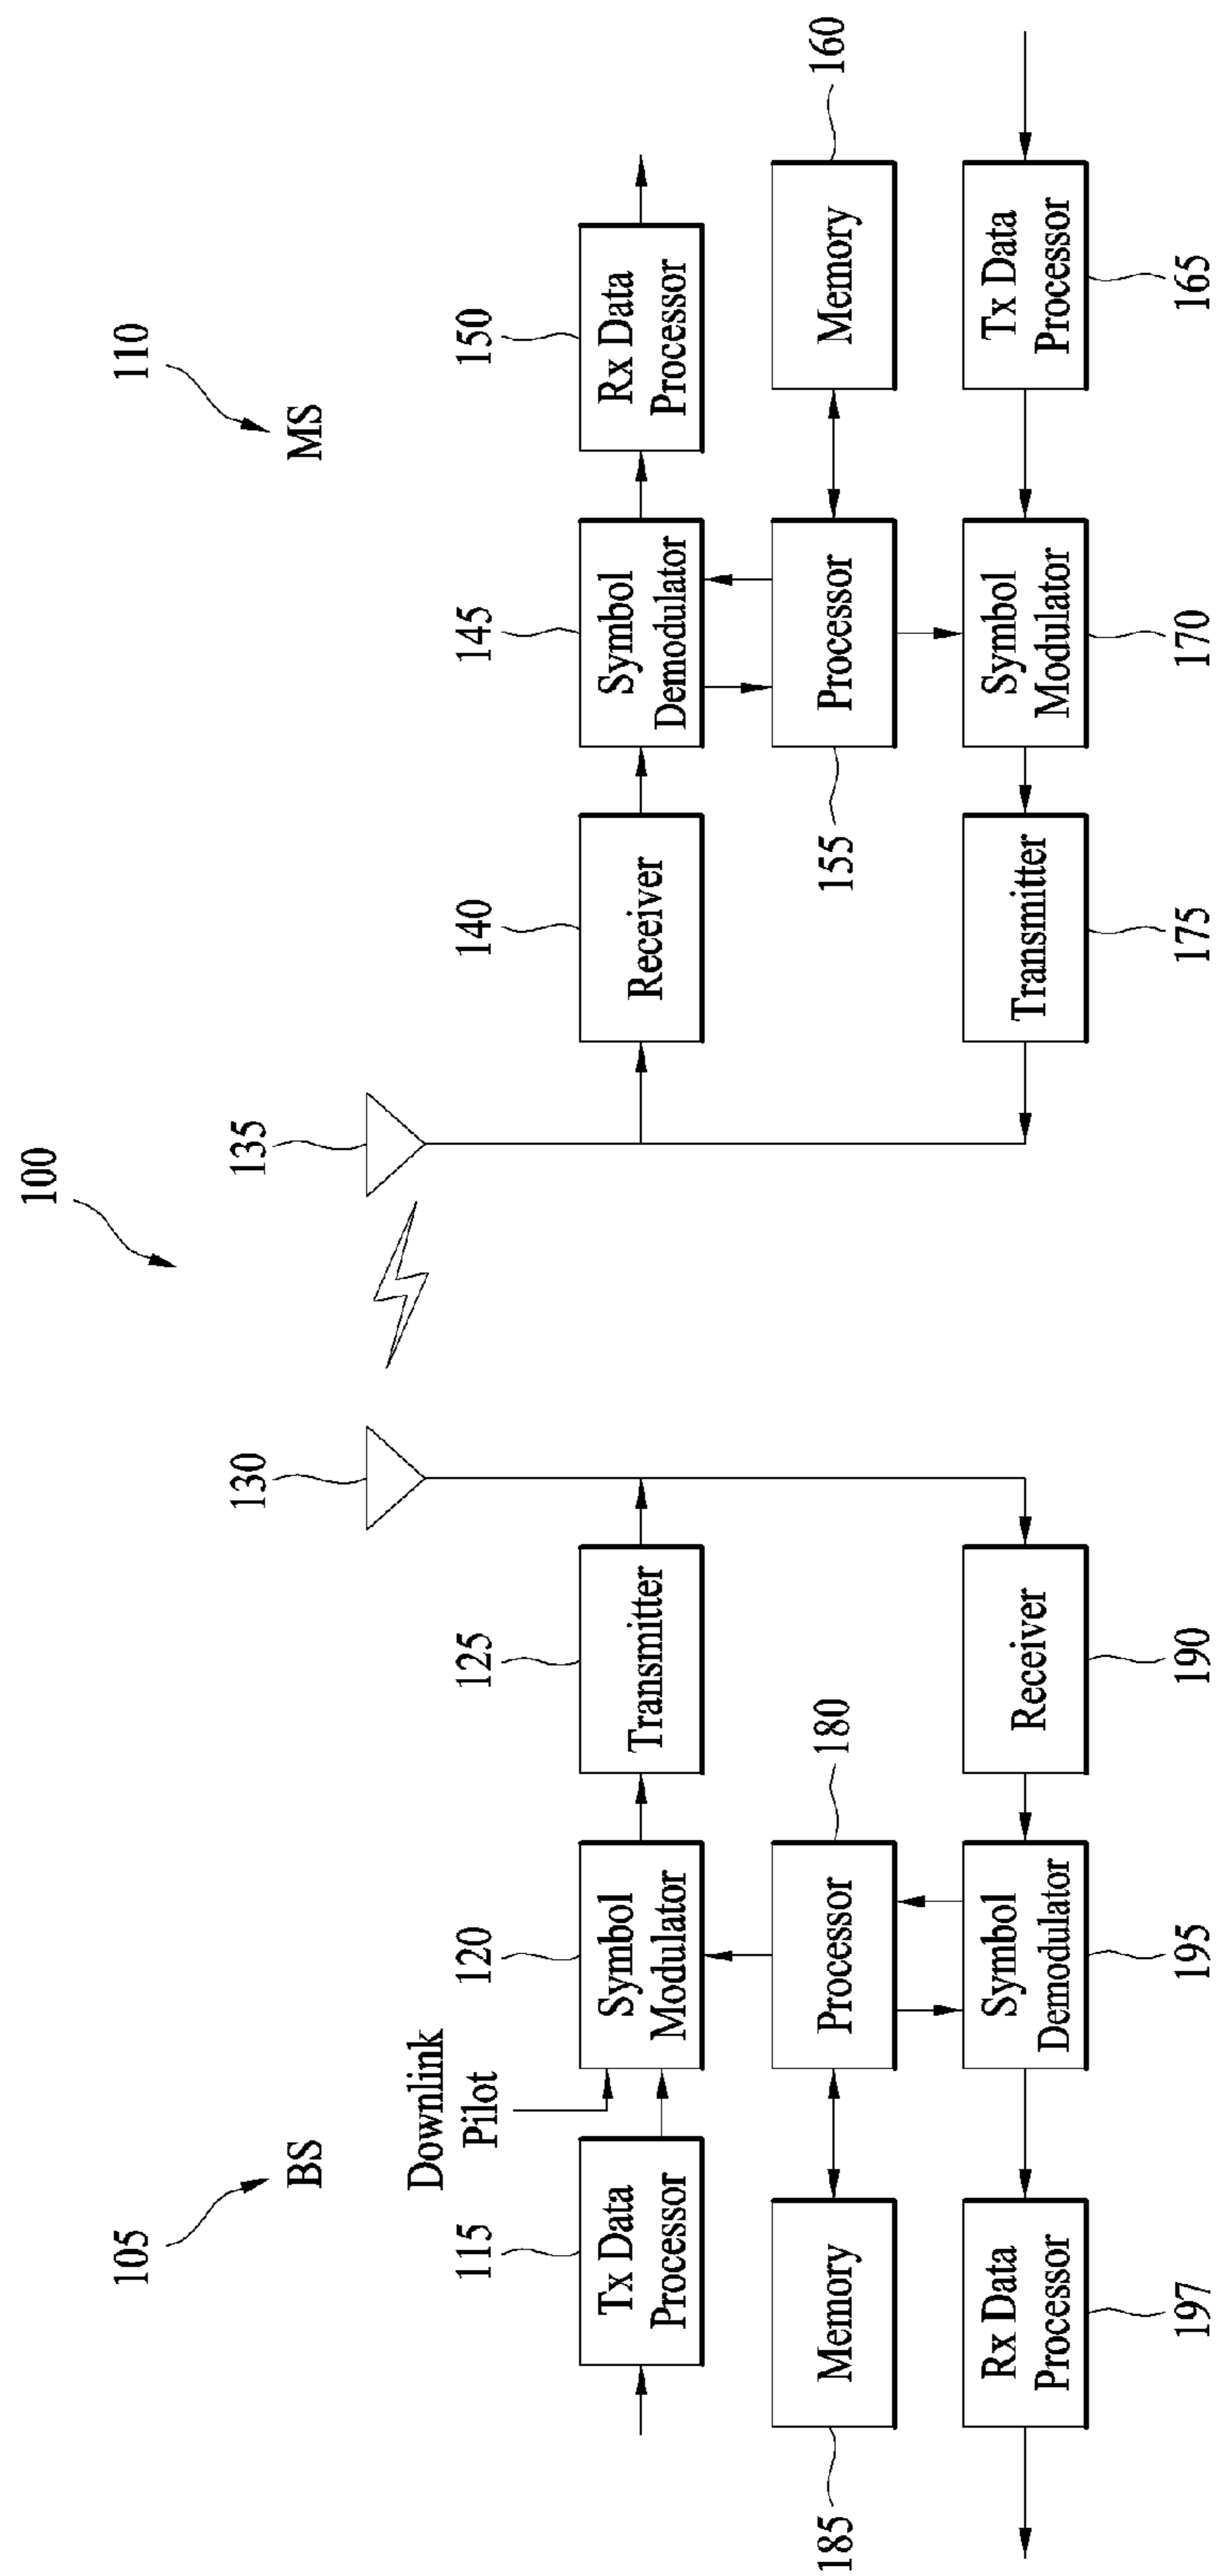 100
105
BS
110
MS
130
135
Downlink
Pilot
115
120
125
140
145
150
Tx Data
Processor
Symbol
Modulator
Transmitter
Receiver
Symbol
Demodulator
Rx Data
Processor
180
160
Memory
Processor
Processor
Memory
185
155
Rx Data
Processor
Symbol
Demodulator
Receiver
Transmitter
Symbol
Modulator
Tx Data
Processor
197
195
190
175
170
165